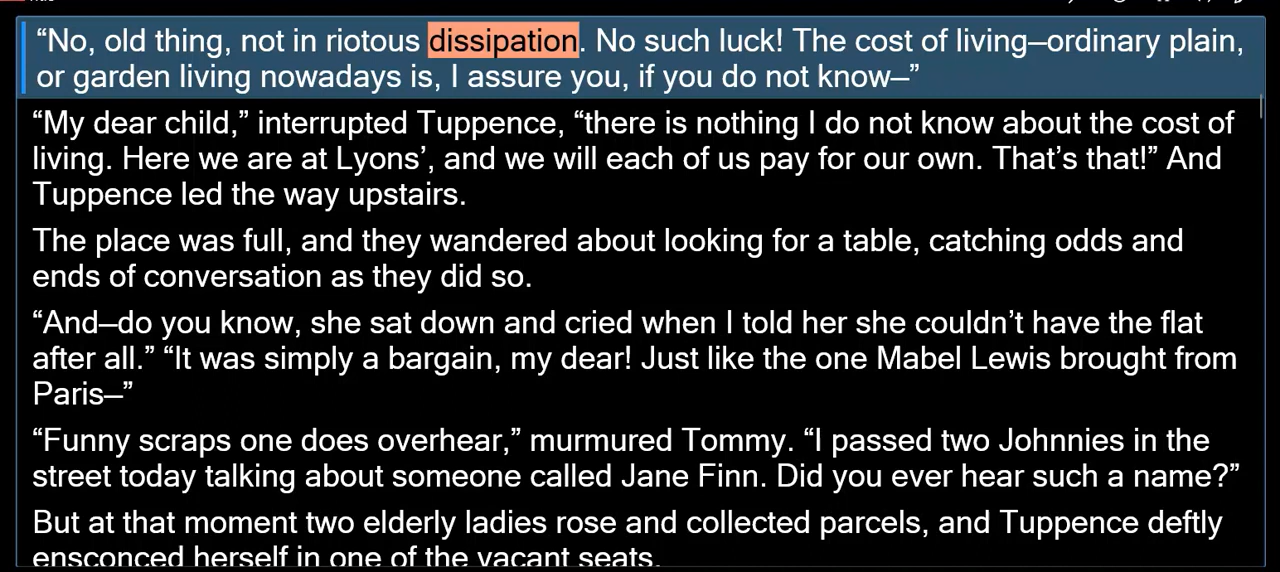 “No, old thing, not in riotous dissipation. No such luck! The cost of living—ordinary plain,
or garden living nowadays is, I assure you, if you do not know—”
“My dear child,” interrupted Tuppence, “there is nothing I do not know about the cost of
living. Here we are at Lyons’, and we will each of us pay for our own. That’s that!” And
Tuppence led the way upstairs.
The place was full, and they wandered about looking for a table, catching odds and
ends of conversation as they did so.
“And—do you know, she sat down and cried when I told her she couldn’t have the flat
after all.” “It was simply a bargain, my dear! Just like the one Mabel Lewis brought from
Paris—”
“Funny scraps one does overhear,” murmured Tommy. “I passed two Johnnies in the
street today talking about someone called Jane Finn. Did you ever hear such a name?”
But at that moment two elderly ladies rose and collected parcels, and Tuppence deftly
ensconced herself in one of the vacant seats.